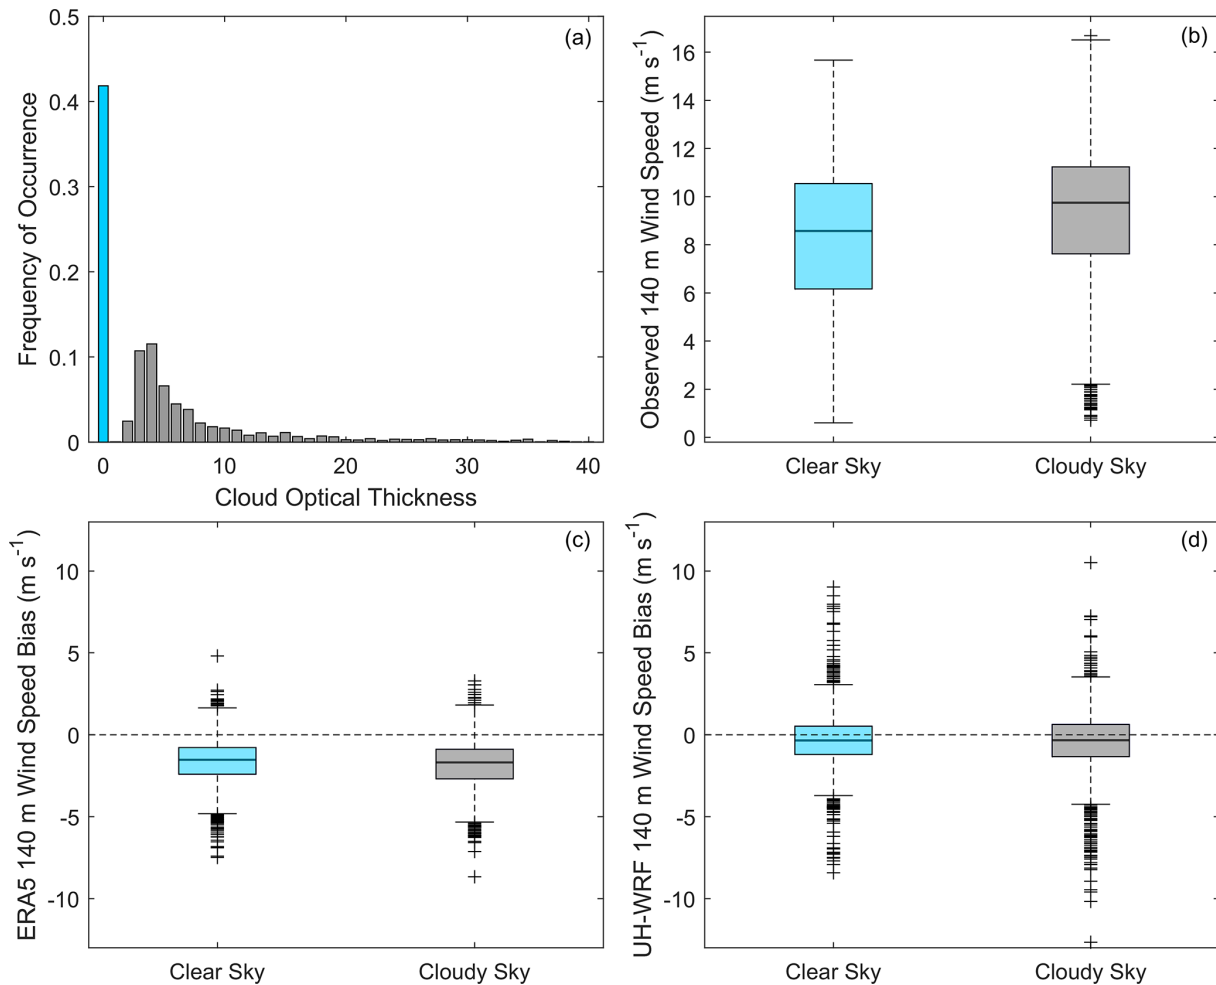 (a)
Frequency of Occurrence
0.5
0.4
0.3
0.2
0.1
0
0 10 20 30 40
Cloud Optical Thickness
(b)
Observed 140 m Wind Speed (m s-1)
16
14
12
10
8
6
4
2
0
Clear Sky Cloudy Sky
(c)
ERA5 140 m Wind Speed Bias (m s-1)
10
5
0
-5
-10
Clear Sky Cloudy Sky
(d)
UH-WRF 140 m Wind Speed Bias (m s-1)
10
5
0
-5
-10
Clear Sky Cloudy Sky